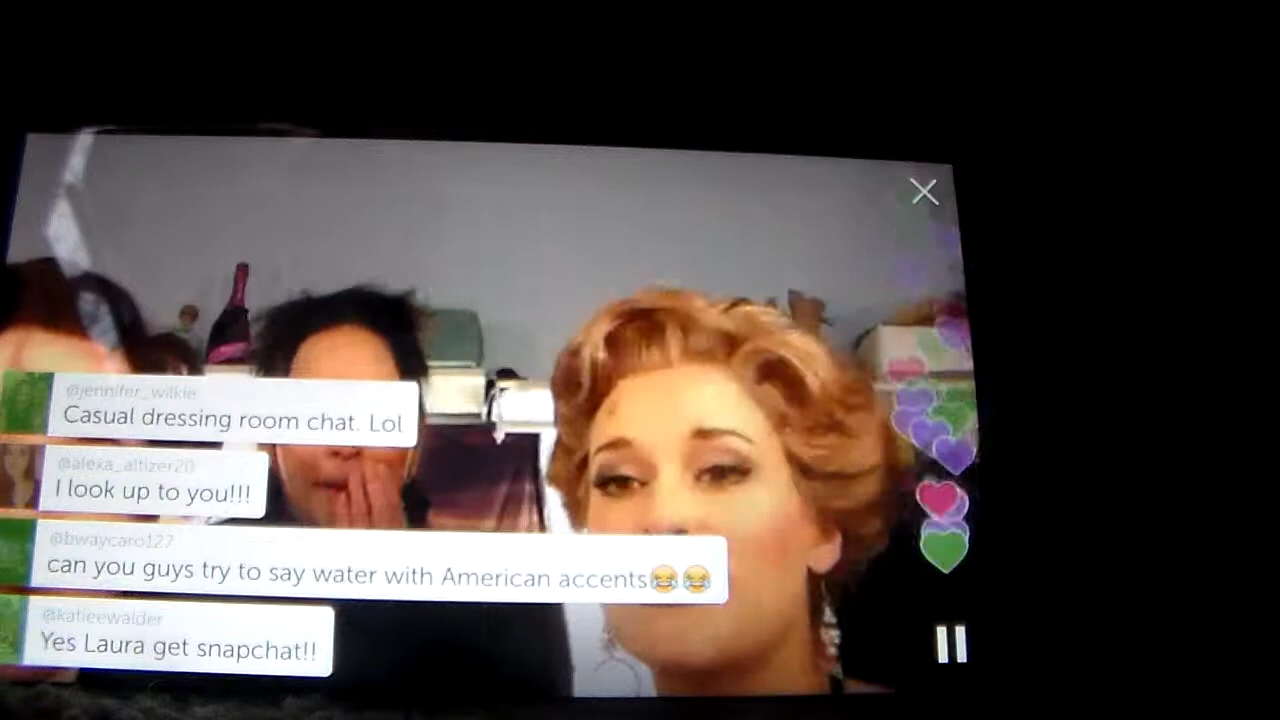 @jennifer_wilkie
Casual dressing room chat. Lol
@alexa_altizer20
I look up to you!!!
@bwaycaro127
can you guys try to say water with American accents😂😂
@katieewalder
Yes Laura get snapchat!!